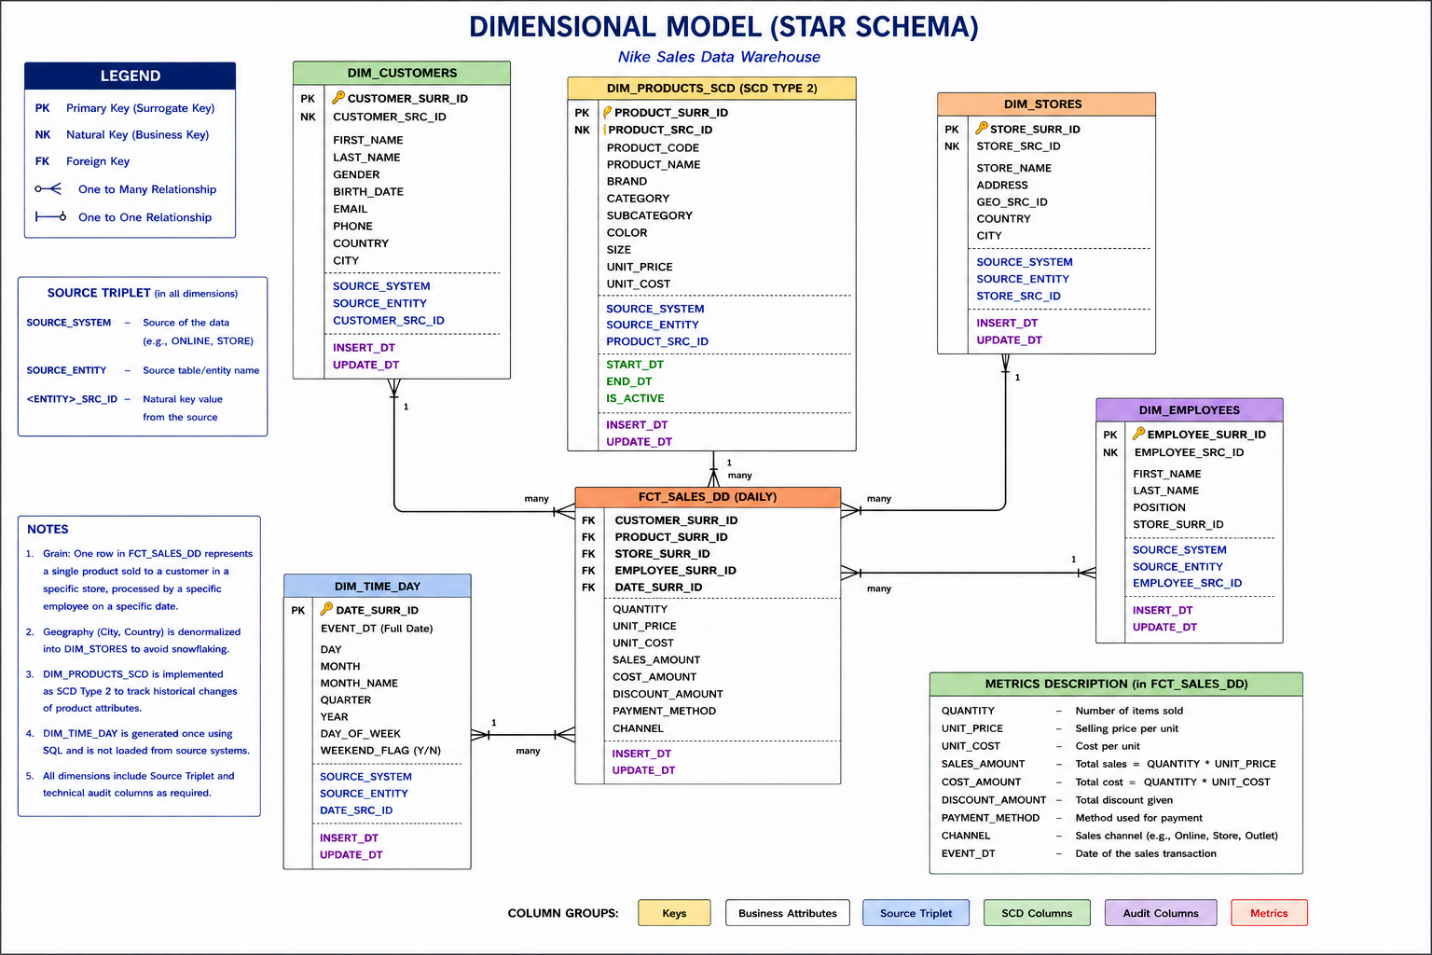 DIMENSIONAL MODEL (STAR SCHEMA)
Nike Sales Data Warehouse
LEGEND
PK Primary Key (Surrogate Key)
NK Natural Key (Business Key)
FK Foreign Key
One to Many Relationship
One to One Relationship
SOURCE TRIPLET (in all dimensions)
SOURCE_SYSTEM – Source of the data
(e.g., ONLINE, STORE)
SOURCE_ENTITY – Source table/entity name
<ENTITY>_SRC_ID – Natural key value
from the source
NOTES
1. Grain: One row in FCT_SALES_DD represents
a single product sold to a customer in a
specific store, processed by a specific
employee on a specific date.
2. Geography (City, Country) is denormalized
into DIM_STORES to avoid snowflaking.
3. DIM_PRODUCTS_SCD is implemented
as SCD Type 2 to track historical changes
of product attributes.
4. DIM_TIME_DAY is generated once using
SQL and is not loaded from source systems.
5. All dimensions include Source Triplet and
technical audit columns as required.
DIM_CUSTOMERS
PK CUSTOMER_SURR_ID
NK CUSTOMER_SRC_ID
FIRST_NAME
LAST_NAME
GENDER
BIRTH_DATE
EMAIL
PHONE
COUNTRY
CITY
SOURCE_SYSTEM
SOURCE_ENTITY
CUSTOMER_SRC_ID
INSERT_DT
UPDATE_DT
1
many
DIM_PRODUCTS_SCD (SCD TYPE 2)
PK PRODUCT_SURR_ID
NK PRODUCT_SRC_ID
PRODUCT_CODE
PRODUCT_NAME
BRAND
CATEGORY
SUBCATEGORY
COLOR
SIZE
UNIT_PRICE
UNIT_COST
SOURCE_SYSTEM
SOURCE_ENTITY
PRODUCT_SRC_ID
START_DT
END_DT
IS_ACTIVE
INSERT_DT
UPDATE_DT
1
many
DIM_STORES
PK STORE_SURR_ID
NK STORE_SRC_ID
STORE_NAME
ADDRESS
GEO_SRC_ID
COUNTRY
CITY
SOURCE_SYSTEM
SOURCE_ENTITY
STORE_SRC_ID
INSERT_DT
UPDATE_DT
1
many
DIM_EMPLOYEES
PK EMPLOYEE_SURR_ID
NK EMPLOYEE_SRC_ID
FIRST_NAME
LAST_NAME
POSITION
STORE_SURR_ID
SOURCE_SYSTEM
SOURCE_ENTITY
EMPLOYEE_SRC_ID
INSERT_DT
UPDATE_DT
1
many
FCT_SALES_DD (DAILY)
FK CUSTOMER_SURR_ID
FK PRODUCT_SURR_ID
FK STORE_SURR_ID
FK EMPLOYEE_SURR_ID
FK DATE_SURR_ID
QUANTITY
UNIT_PRICE
UNIT_COST
SALES_AMOUNT
COST_AMOUNT
DISCOUNT_AMOUNT
PAYMENT_METHOD
CHANNEL
INSERT_DT
UPDATE_DT
DIM_TIME_DAY
PK DATE_SURR_ID
EVENT_DT (Full Date)
DAY
MONTH
MONTH_NAME
QUARTER
YEAR
DAY_OF_WEEK
WEEKEND_FLAG (Y/N)
SOURCE_SYSTEM
SOURCE_ENTITY
DATE_SRC_ID
INSERT_DT
UPDATE_DT
1
many
METRICS DESCRIPTION (in FCT_SALES_DD)
QUANTITY – Number of items sold
UNIT_PRICE – Selling price per unit
UNIT_COST – Cost per unit
SALES_AMOUNT – Total sales = QUANTITY * UNIT_PRICE
COST_AMOUNT – Total cost = QUANTITY * UNIT_COST
DISCOUNT_AMOUNT – Total discount given
PAYMENT_METHOD – Method used for payment
CHANNEL – Sales channel (e.g., Online, Store, Outlet)
EVENT_DT – Date of the sales transaction
COLUMN GROUPS: Keys Business Attributes Source Triplet SCD Columns Audit Columns Metrics